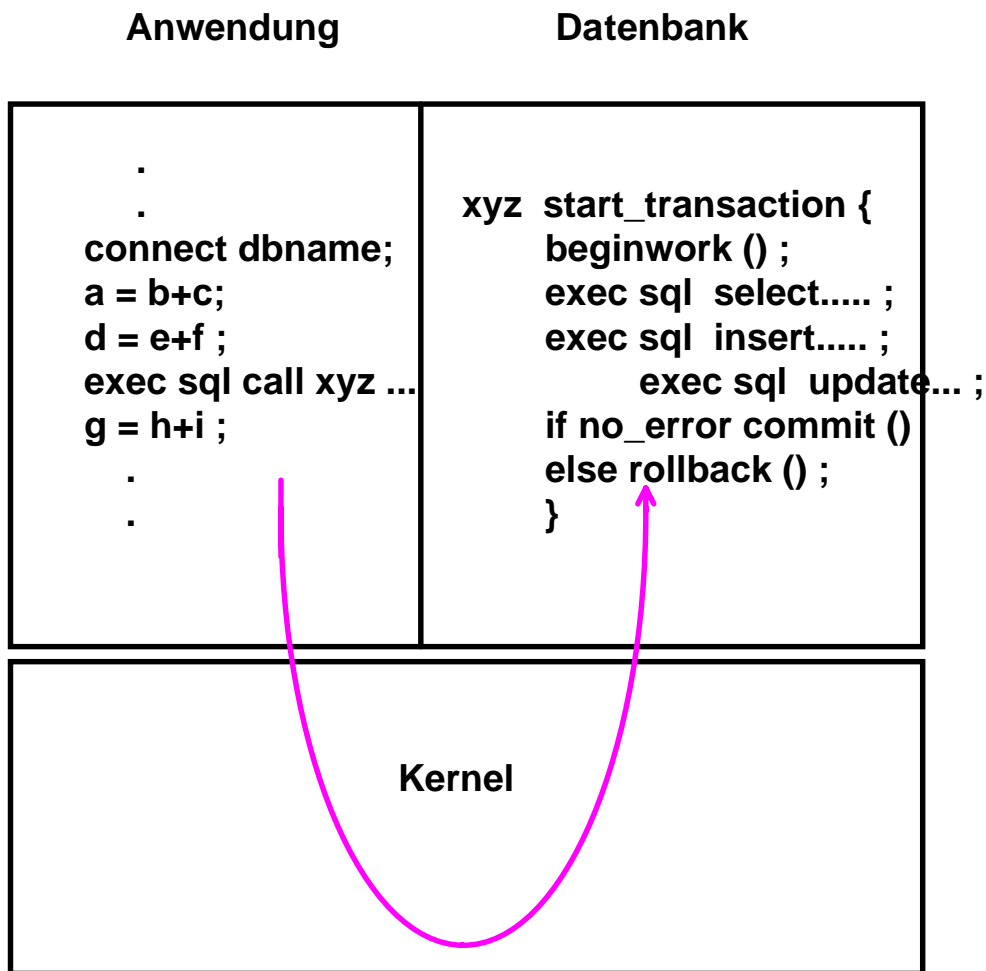 Anwendung Datenbank
.
.
connect dbname;
a = b+c;
d = e+f ;
exec sql call xyz ...
g = h+i ;
.
.
xyz start_transaction {
beginwork () ;
exec sql select..... ;
exec sql insert..... ;
exec sql update... ;
if no_error commit ()
else rollback () ;
}
Kernel